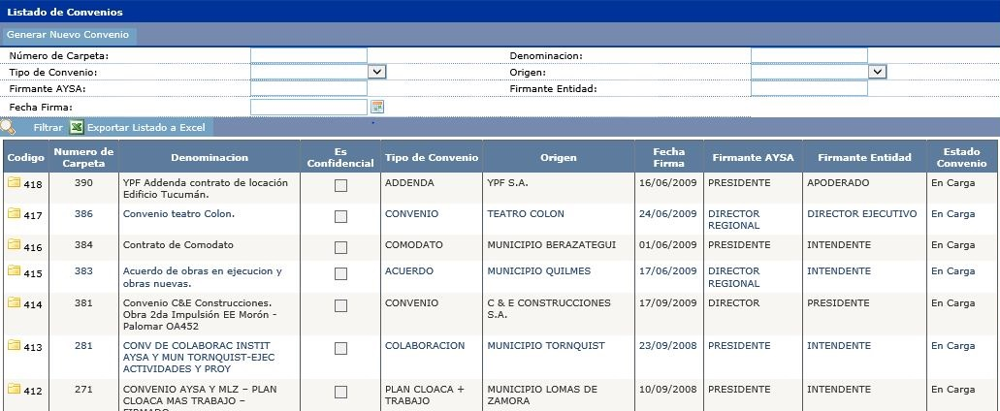 Listado de Convenios
Generar Nuevo Convenio
Número de Carpeta: Denominacion:
Tipo de Convenio: Origen:
Firmante AYSA: Firmante Entidad:
Fecha Firma:
Filtrar Exportar Listado a Excel
Codigo Numero de Carpeta Denominacion Es Confidencial Tipo de Convenio Origen Fecha Firma Firmante AYSA Firmante Entidad Estado Convenio
418 390 YPF Addenda contrato de locación Edificio Tucumán. ADDENDA YPF S.A. 16/06/2009 PRESIDENTE APODERADO En Carga
417 386 Convenio teatro Colon. CONVENIO TEATRO COLON 24/06/2009 DIRECTOR REGIONAL DIRECTOR EJECUTIVO En Carga
416 384 Contrato de Comodato COMODATO MUNICIPIO BERAZATEGUI 01/06/2009 PRESIDENTE INTENDENTE En Carga
415 383 Acuerdo de obras en ejecucion y obras nuevas. ACUERDO MUNICIPIO QUILMES 17/06/2009 DIRECTOR REGIONAL INTENDENTE En Carga
414 381 Convenio C&E Construcciones. Obra 2da Impulsión EE Morón - Palomar OA452 CONVENIO C & E CONSTRUCCIONES S.A. 17/09/2009 DIRECTOR PRESIDENTE En Carga
413 281 CONV DE COLABORAC INSTIT AYSA Y MUN TORNQUIST-EJEC ACTIVIDADES Y PROY COLABORACION MUNICIPIO TORNQUIST 23/09/2008 PRESIDENTE INTENDENTE En Carga
412 271 CONVENIO AYSA Y MLZ – PLAN CLOACA MAS TRABAJO – FIRMADO PLAN CLOACA + TRABAJO MUNICIPIO LOMAS DE ZAMORA 10/09/2008 PRESIDENTE INTENDENTE En Carga